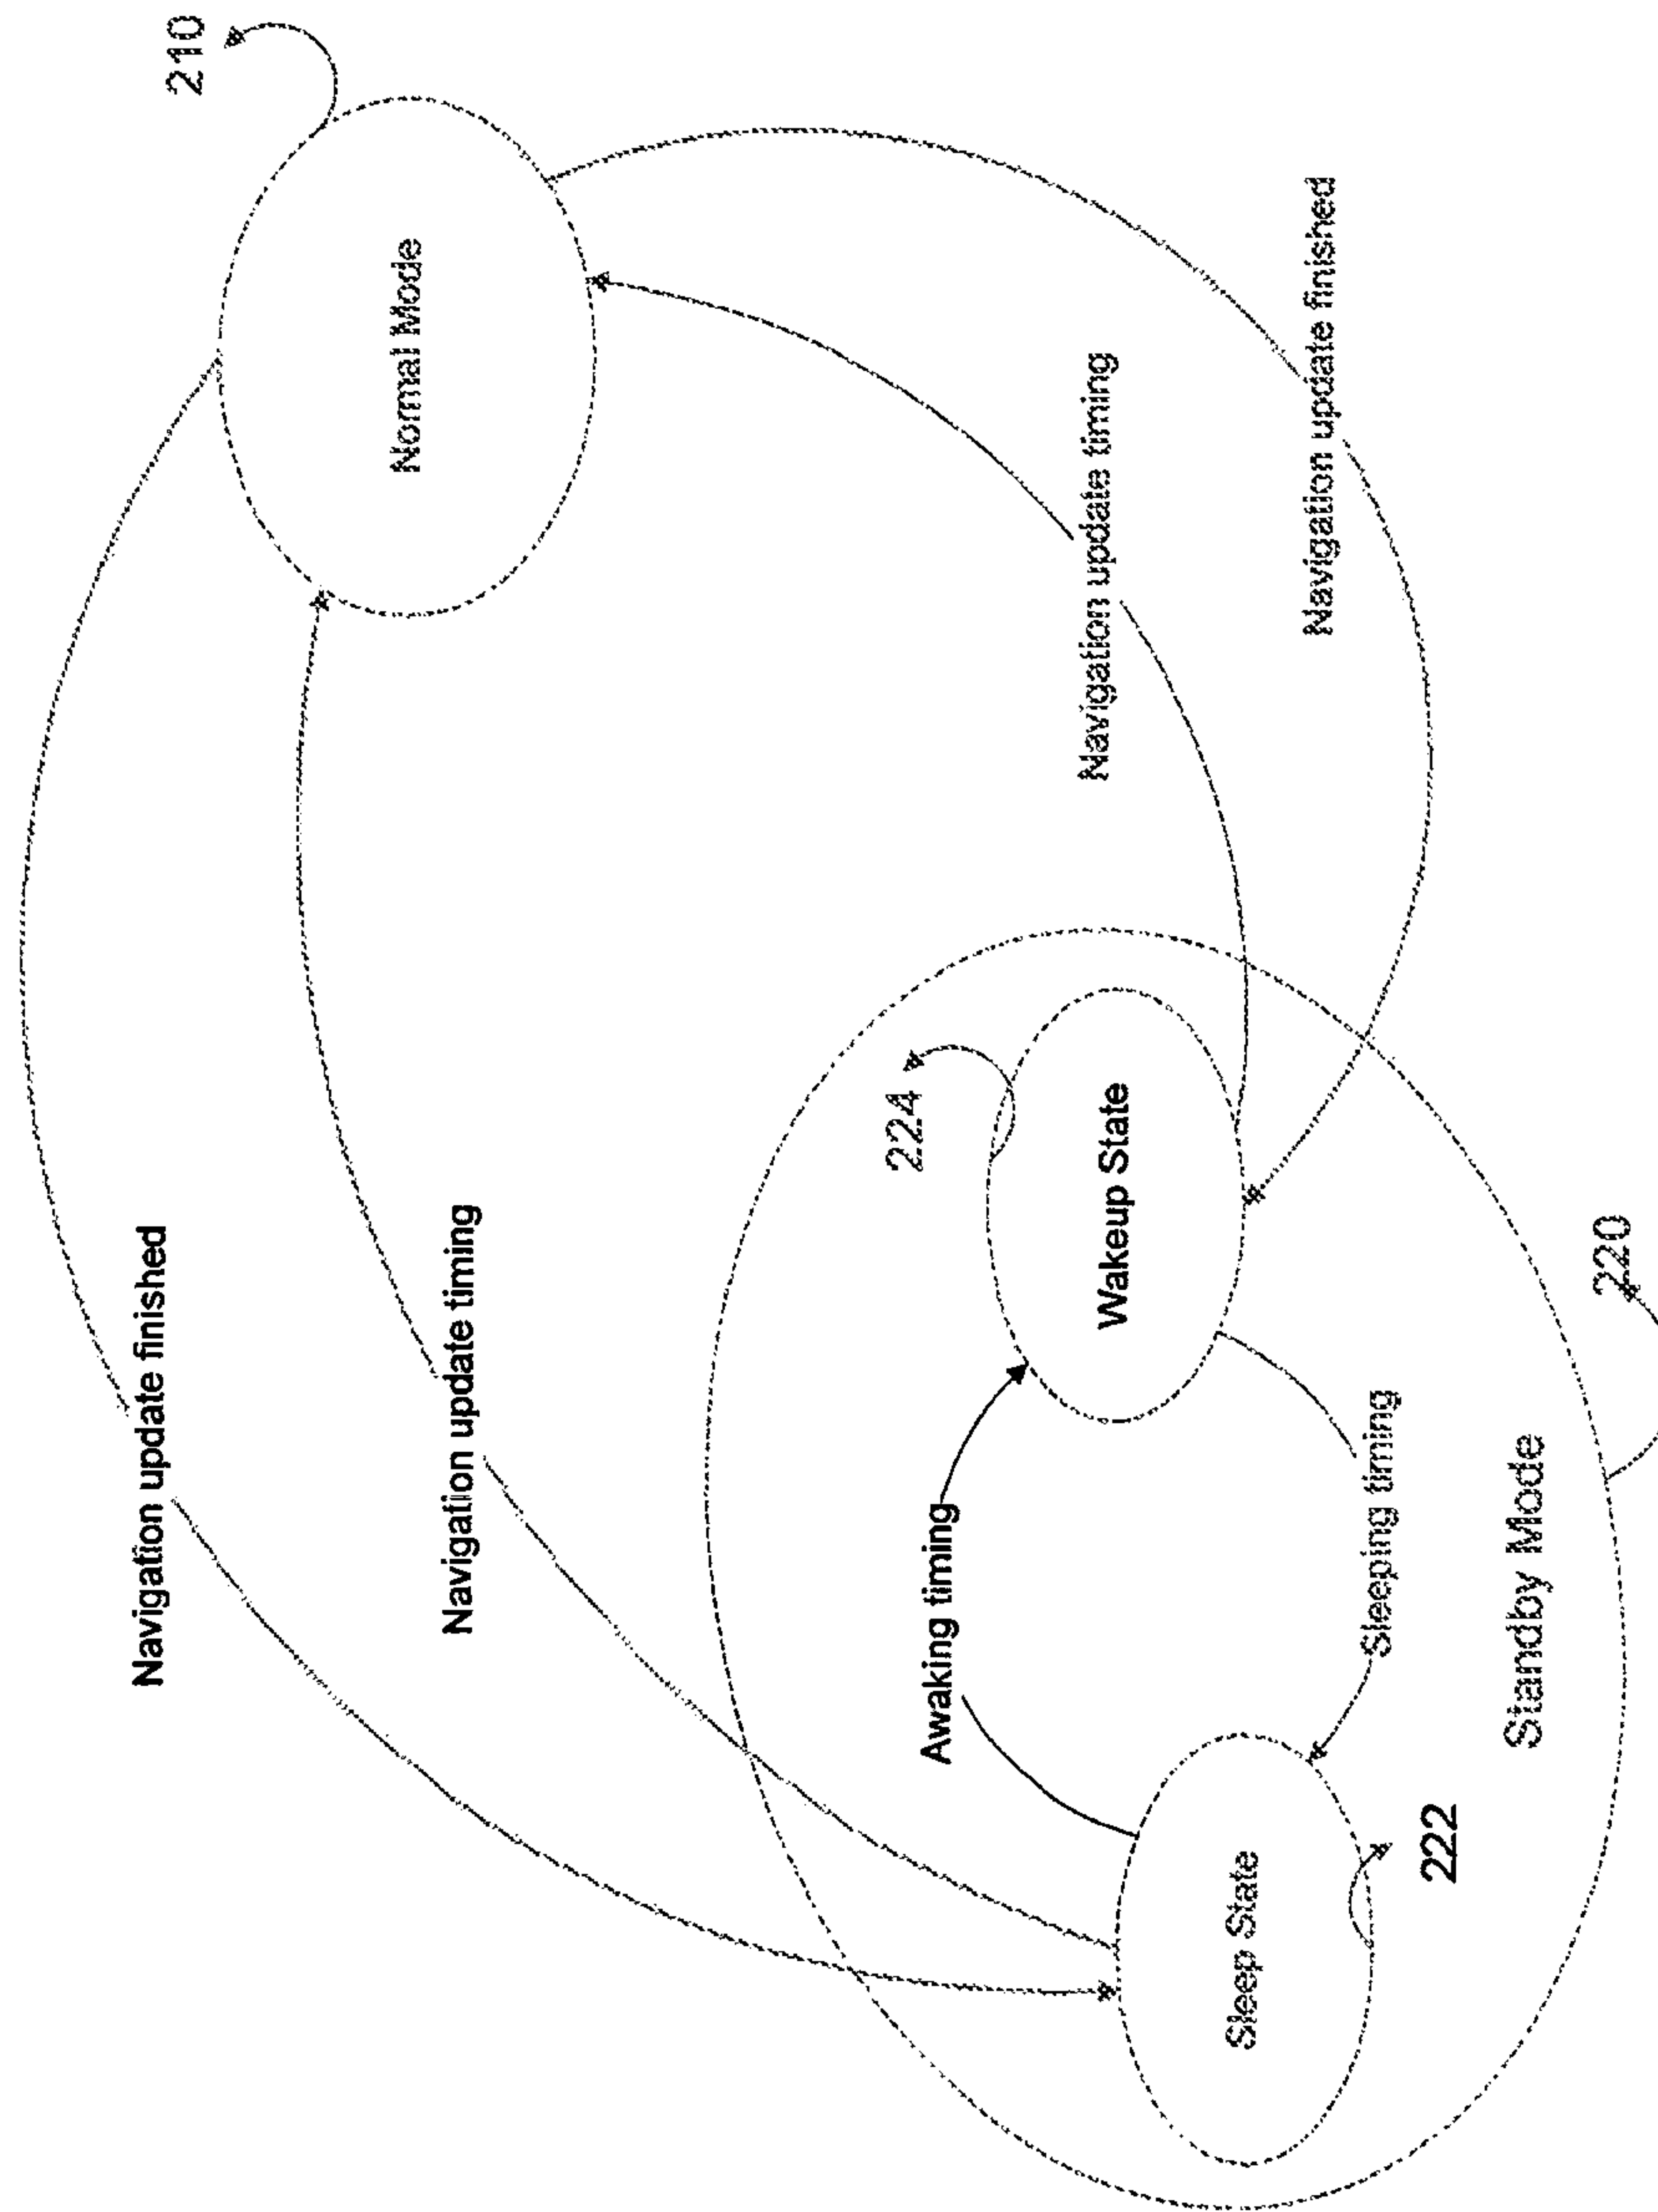 Navigation update finished
210
Navigation update timing
Normal Mode
Awaking timing
224
Navigation update timing
Wakeup State
Sleep State
Sleeping timing
Navigation update finished
222
Standby Mode
220